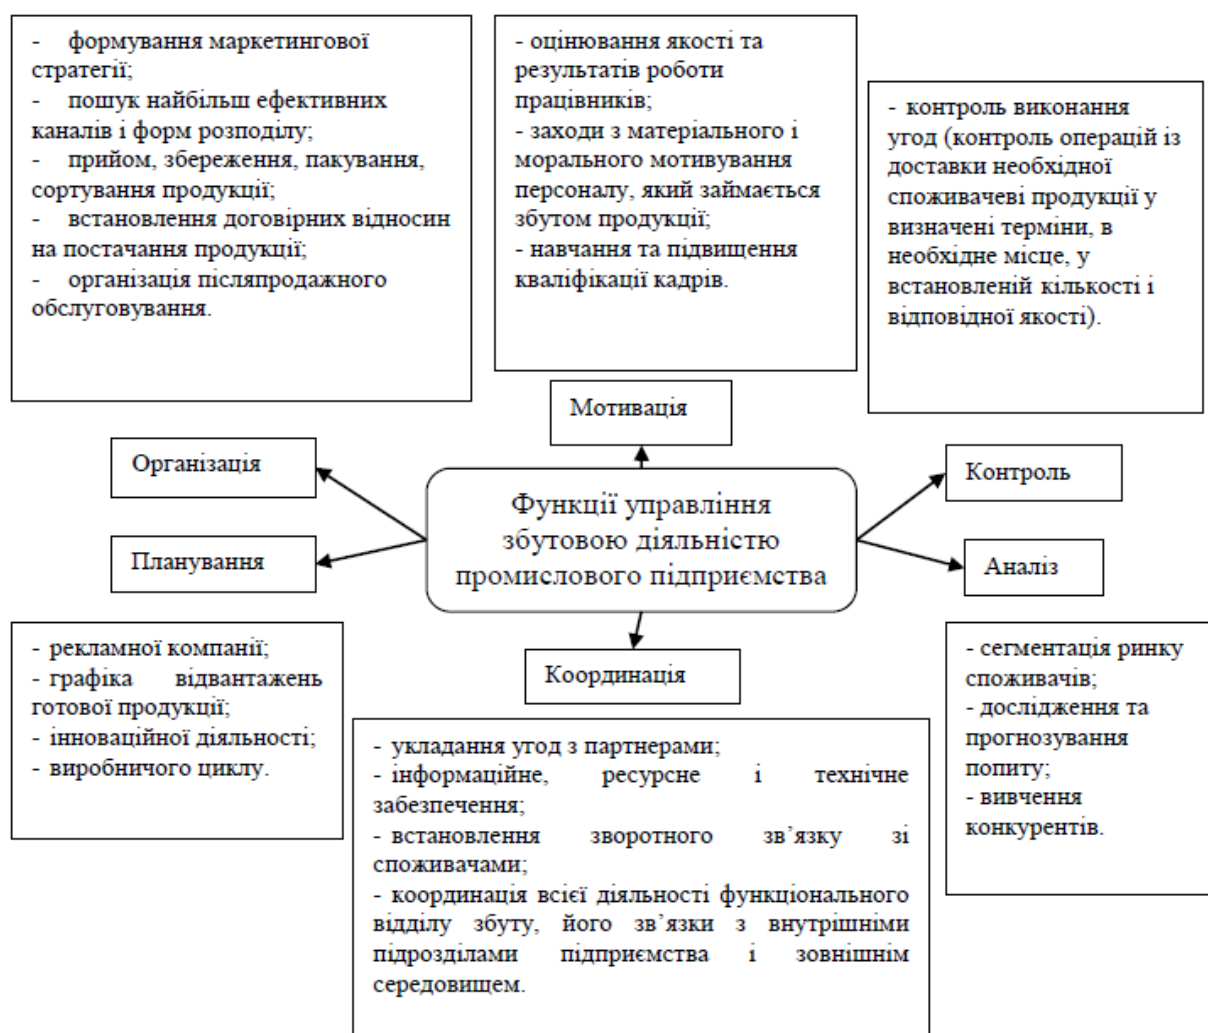 - формування маркетингової
стратегії;
- пошук найбільш ефективних
каналів і форм розподілу;
- прийом, збереження, пакування,
сортування продукції;
- встановлення договірних відносин
на постачання продукції;
- організація післяпродажного
обслуговування.
- оцінювання якості та
результатів роботи
працівників;
- заходи з матеріального і
морального мотивування
персоналу, який займається
збутом продукції;
- навчання та підвищення
кваліфікації кадрів.
- контроль виконання
угод (контроль операцій із
доставки необхідної
споживачеві продукції у
визначені терміни, в
необхідне місце, у
встановленій кількості і
відповідної якості).
Мотивація
Організація
Контроль
Функції управління
збутовою діяльністю
промислового підприємства
Планування
Аналіз
Координація
- рекламної компанії;
- графіка відвантажень
готової продукції;
- інноваційної діяльності;
- виробничого циклу.
- укладання угод з партнерами;
- інформаційне, ресурсне і технічне
забезпечення;
- встановлення зворотного зв’язку зі
споживачами;
- координація всієї діяльності функціонального
відділу збуту, його зв’язки з внутрішніми
підрозділами підприємства і зовнішнім
середовищем.
- сегментація ринку
споживачів;
- дослідження та
прогнозування
попиту;
- вивчення
конкурентів.